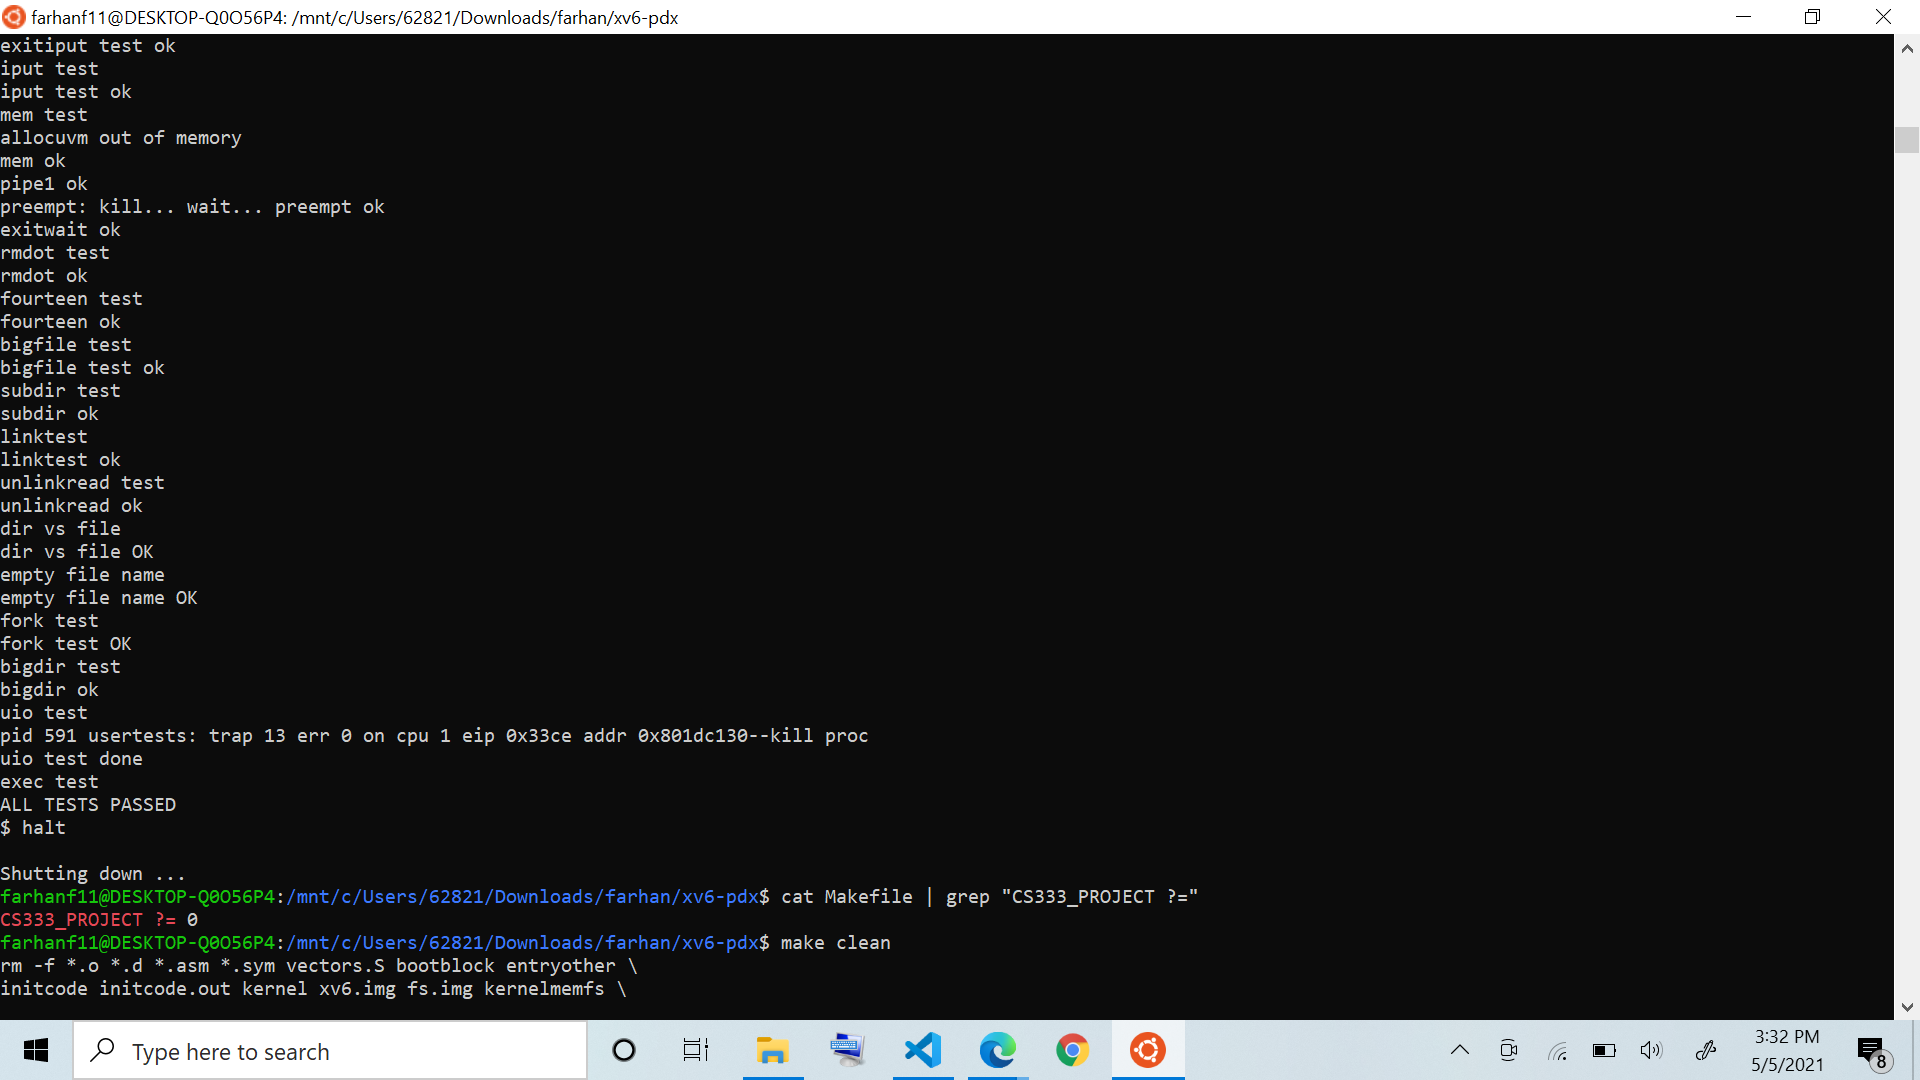 farhanf11@DESKTOP-Q0O56P4: /mnt/c/Users/62821/Downloads/farhan/xv6-pdx
exitiput test ok
iput test
iput test ok
mem test
allocuvm out of memory
mem ok
pipe1 ok
preempt: kill... wait... preempt ok
exitwait ok
rmdot test
rmdot ok
fourteen test
fourteen ok
bigfile test
bigfile test ok
subdir test
subdir ok
linktest
linktest ok
unlinkread test
unlinkread ok
dir vs file
dir vs file OK
empty file name
empty file name OK
fork test
fork test OK
bigdir test
bigdir ok
uio test
pid 591 usertests: trap 13 err 0 on cpu 1 eip 0x33ce addr 0x801dc130--kill proc
uio test done
exec test
ALL TESTS PASSED
$ halt
Shutting down ...
farhanf11@DESKTOP-Q0O56P4:/mnt/c/Users/62821/Downloads/farhan/xv6-pdx$ cat Makefile | grep "CS333_PROJECT ?="
CS333_PROJECT ?= 0
farhanf11@DESKTOP-Q0O56P4:/mnt/c/Users/62821/Downloads/farhan/xv6-pdx$ make clean
rm -f *.o *.d *.asm *.sym vectors.S bootblock entryother \
initcode initcode.out kernel xv6.img fs.img kernelmemfs \
Type here to search
3:32 PM
5/5/2021
8